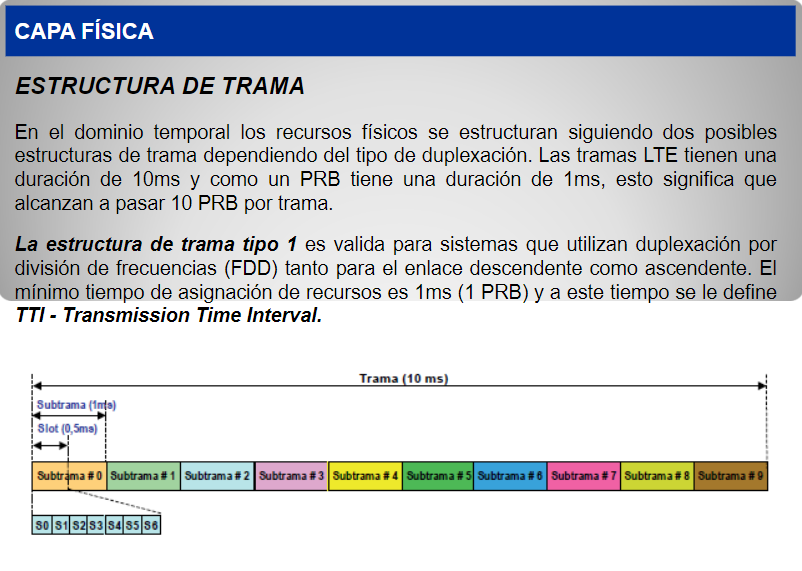 CAPA FÍSICA
ESTRUCTURA DE TRAMA
En el dominio temporal los recursos físicos se estructuran siguiendo dos posibles
estructuras de trama dependiendo del tipo de duplexación. Las tramas LTE tienen una
duración de 10ms y como un PRB tiene una duración de 1ms, esto significa que
alcanzan a pasar 10 PRB por trama.
La estructura de trama tipo 1 es valida para sistemas que utilizan duplexación por
división de frecuencias (FDD) tanto para el enlace descendente como ascendente. El
mínimo tiempo de asignación de recursos es 1ms (1 PRB) y a este tiempo se le define
TTI - Transmission Time Interval.
Trama (10 ms)
Subtrama (1ms)
Slot (0,5ms)
Subtrama # 0 Subtrama # 1 Subtrama # 2 Subtrama # 3 Subtrama # 4 Subtrama # 5 Subtrama # 6 Subtrama # 7 Subtrama # 8 Subtrama # 9
S0 S1 S2 S3 S4 S5 S6